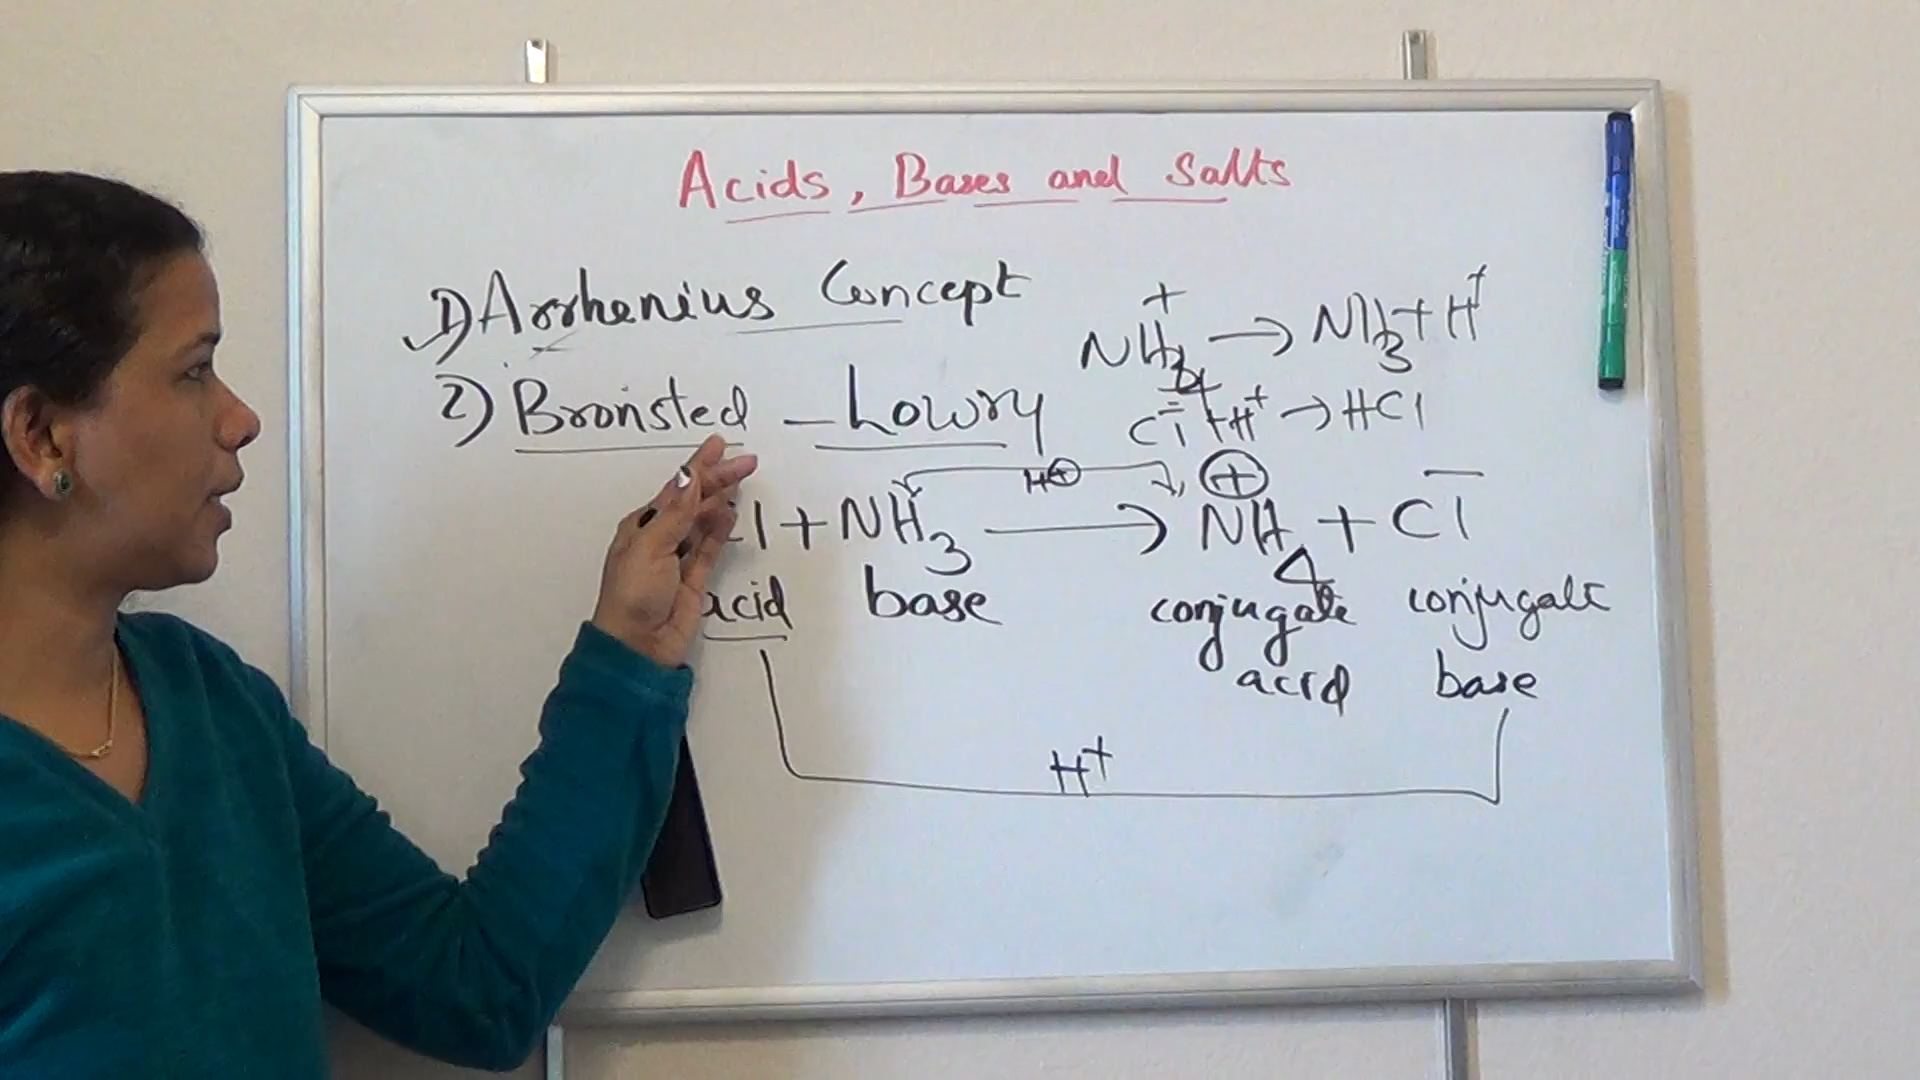 Acids, Bases and Salts
1) Arrhenius Concept
NH4+ → NH3 + H+
2) Bronsted - Lowry
Cl- + H+ → HCl
H+
l + NH3 → NH4+ + Cl-
acid base conjugate acid conjugate base
H+